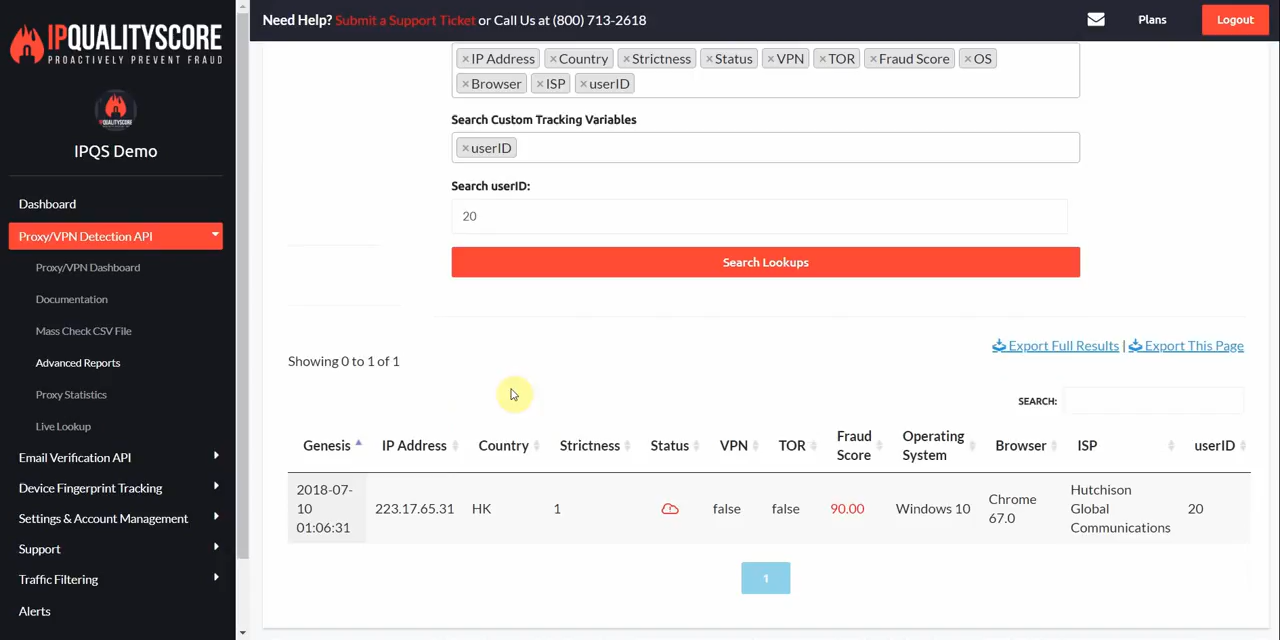 IPQUALITYSCORE
PROACTIVELY PREVENT FRAUD
IPQS Demo
Dashboard
Proxy/VPN Detection API
Proxy/VPN Dashboard
Documentation
Mass Check CSV File
Advanced Reports
Proxy Statistics
Live Lookup
Email Verification API
Device Fingerprint Tracking
Settings & Account Management
Support
Traffic Filtering
Alerts
Need Help? Submit a Support Ticket or Call Us at (800) 713-2618
Plans
Logout
×IP Address ×Country ×Strictness ×Status ×VPN ×TOR ×Fraud Score ×OS
×Browser ×ISP ×userID
Search Custom Tracking Variables
×userID
Search userID:
20
Search Lookups
Export Full Results | Export This Page
Showing 0 to 1 of 1
SEARCH:
Genesis IP Address Country Strictness Status VPN TOR Fraud Score Operating System Browser ISP userID
2018-07-10 01:06:31 223.17.65.31 HK 1 false false 90.00 Windows 10 Chrome 67.0 Hutchison Global Communications 20
1